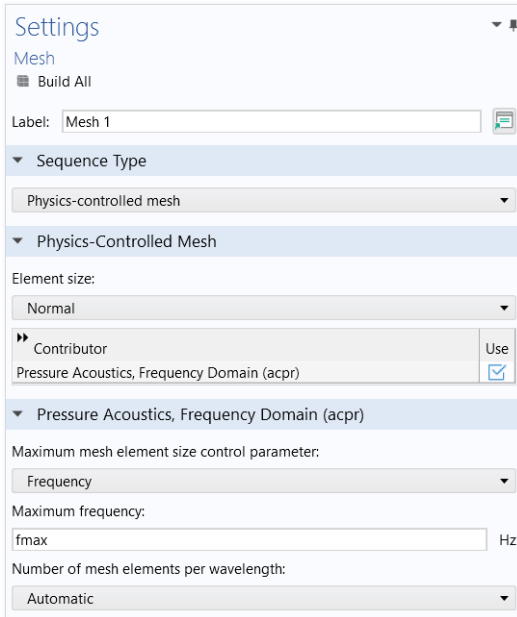 Settings
Mesh
Build All
Label: Mesh 1
Sequence Type
Physics-controlled mesh
Physics-Controlled Mesh
Element size:
Normal
Contributor Use
Pressure Acoustics, Frequency Domain (acpr)
Pressure Acoustics, Frequency Domain (acpr)
Maximum mesh element size control parameter:
Frequency
Maximum frequency:
fmax Hz
Number of mesh elements per wavelength:
Automatic